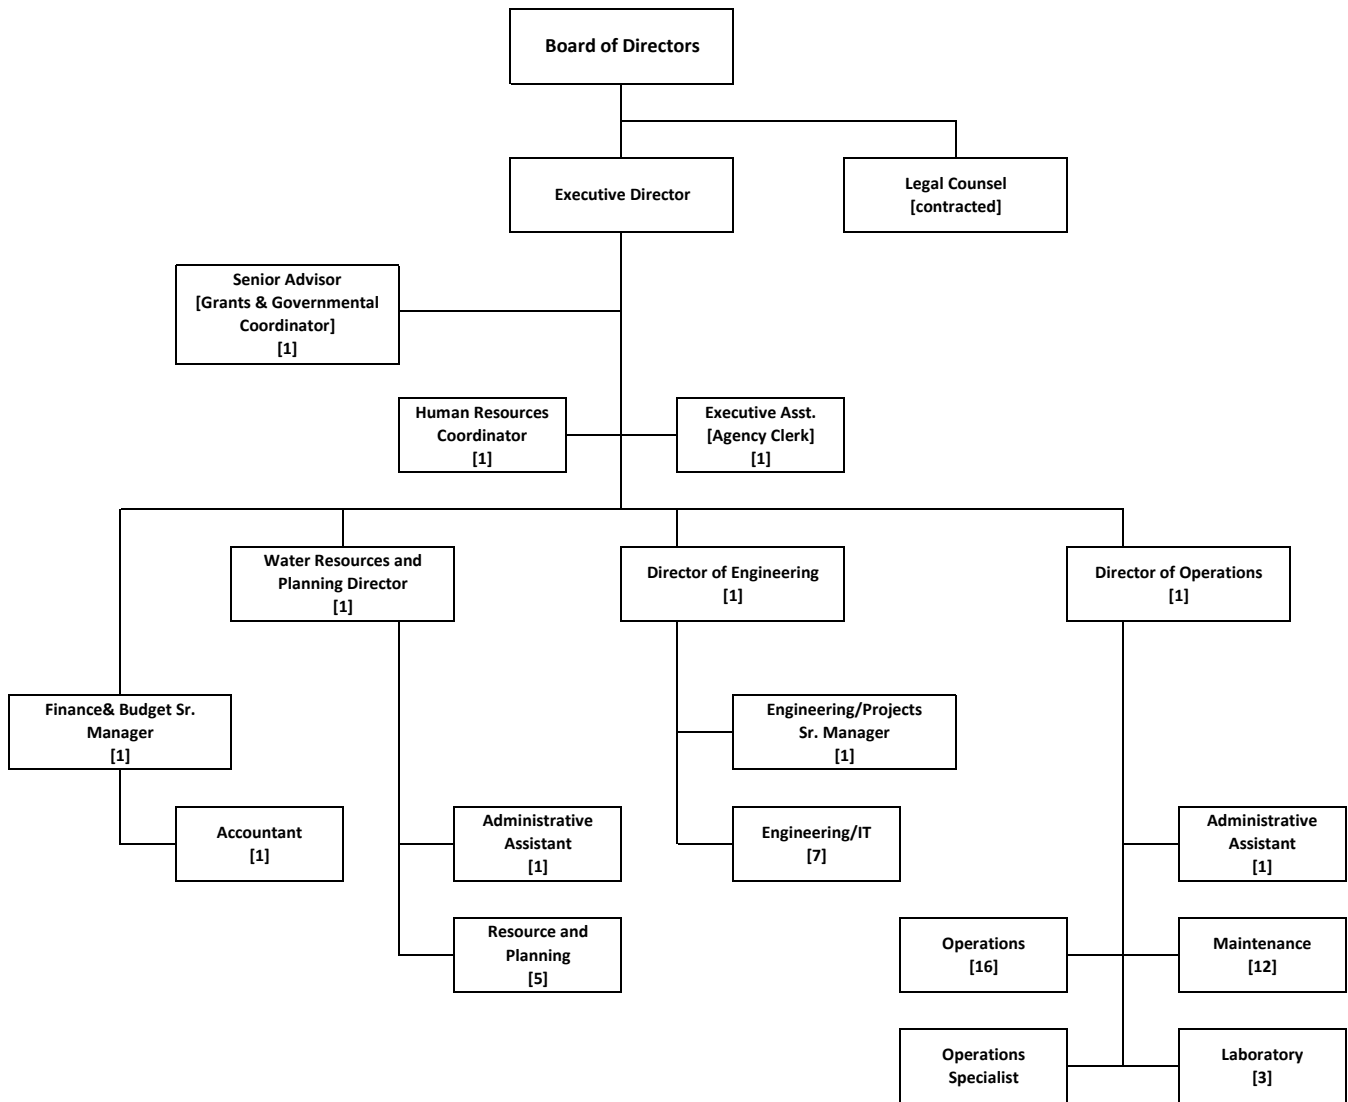 Board of Directors
Executive Director
Legal Counsel
[contracted]
Senior Advisor
[Grants & Governmental
Coordinator]
[1]
Human Resources
Coordinator
[1]
Executive Asst.
[Agency Clerk]
[1]
Water Resources and
Planning Director
[1]
Director of Engineering
[1]
Director of Operations
[1]
Finance& Budget Sr.
Manager
[1]
Engineering/Projects
Sr. Manager
[1]
Accountant
[1]
Administrative
Assistant
[1]
Engineering/IT
[7]
Administrative
Assistant
[1]
Resource and
Planning
[5]
Operations
[16]
Maintenance
[12]
Operations
Specialist
Laboratory
[3]